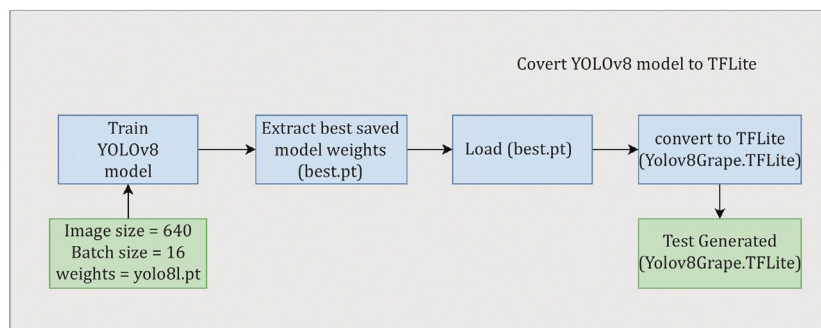 Covert YOLOv8 model to TFLite
Train
YOLOv8
model
Extract best saved
model weights
(best.pt)
Load (best.pt)
convert to TFLite
(Yolov8Grape.TFLite)
Image size = 640
Batch size = 16
weights = yolo8l.pt
Test Generated
(Yolov8Grape.TFLite)